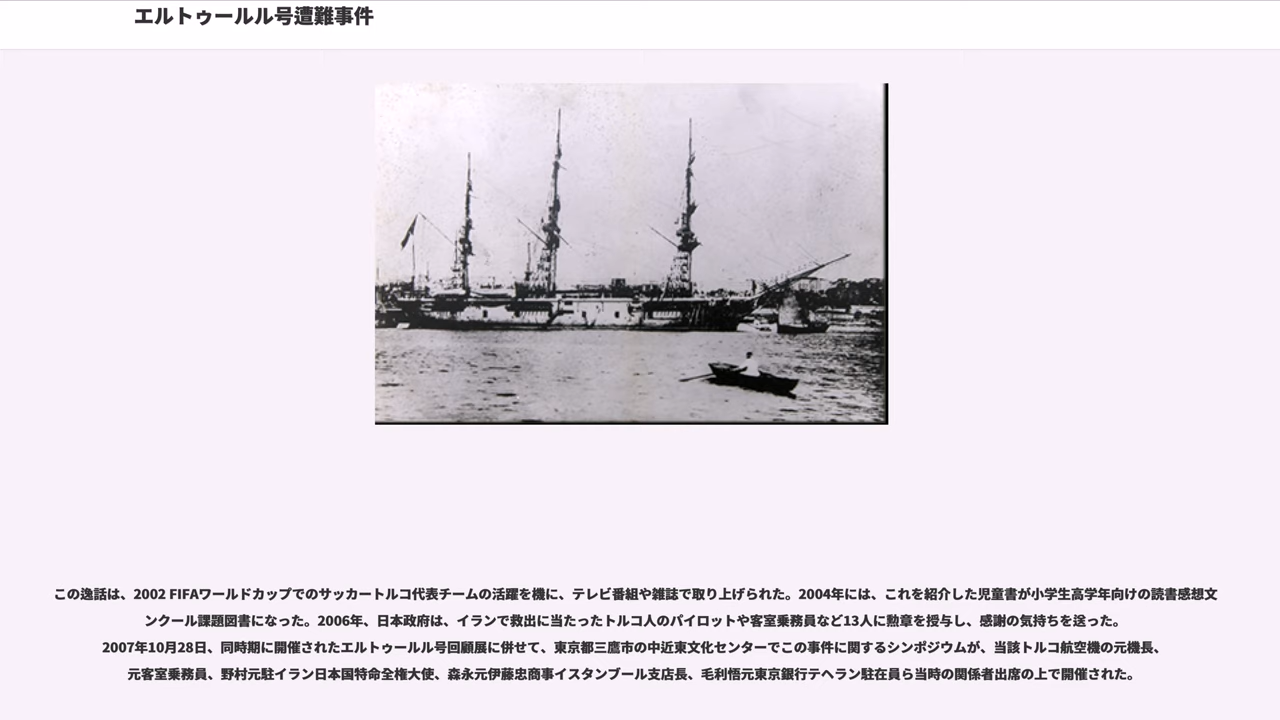 エルトゥールル号遭難事件
この逸話は、2002 FIFAワールドカップでのサッカートルコ代表チームの活躍を機に、テレビ番組や雑誌で取り上げられた。2004年には、これを紹介した児童書が小学生高学年向けの読書感想文
ンクール課題図書になった。2006年、日本政府は、イランで救出に当たったトルコ人のパイロットや客室乗務員など13人に勲章を授与し、感謝の気持ちを送った。
2007年10月28日、同時期に開催されたエルトゥールル号回顧展に併せて、東京都三鷹市の中近東文化センターでこの事件に関するシンポジウムが、当該トルコ航空機の元機長、
元客室乗務員、野村元駐イラン日本国特命全権大使、森永元伊藤忠商事イスタンブール支店長、毛利悟元東京銀行テヘラン駐在員ら当時の関係者出席の上で開催された。